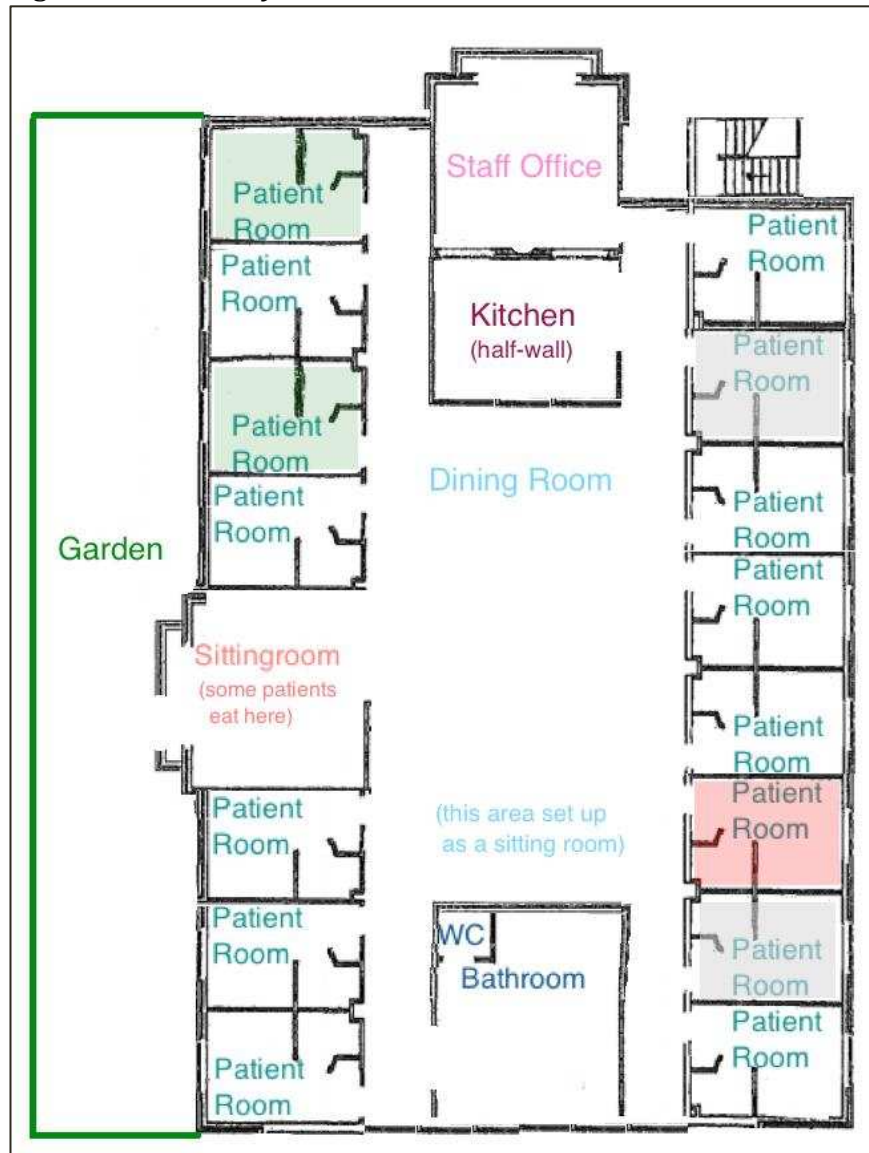 Staff Office
Patient
Room
Patient
Room
Patient
Room
Kitchen
(half-wall)
Patient
Room
Patient
Room
Dining Room
Patient
Room
Patient
Room
Garden
Patient
Room
Sittingroom
(some patients
eat here)
Patient
Room
Patient
Room
Patient
Room
(this area set up
as a sitting room)
Patient
Room
WC
Bathroom
Patient
Room
Patient
Room
Patient
Room